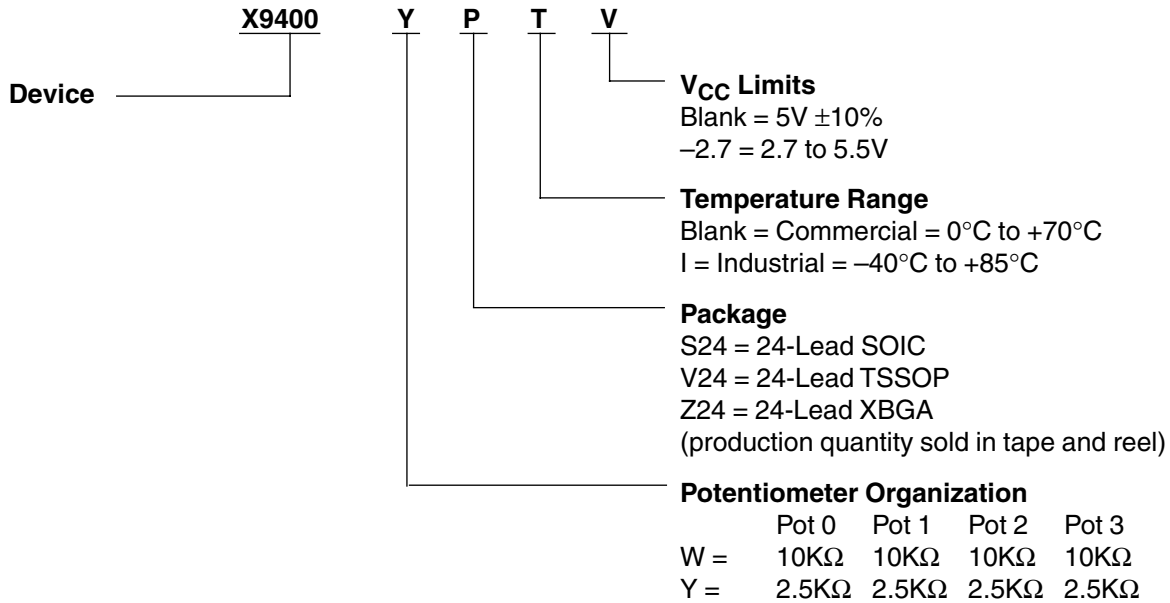 X9400 Y P T V
Device
VCC Limits
Blank = 5V ±10%
–2.7 = 2.7 to 5.5V
Temperature Range
Blank = Commercial = 0°C to +70°C
I = Industrial = –40°C to +85°C
Package
S24 = 24-Lead SOIC
V24 = 24-Lead TSSOP
Z24 = 24-Lead XBGA
(production quantity sold in tape and reel)
Potentiometer Organization
Pot 0 Pot 1 Pot 2 Pot 3
W = 10KΩ 10KΩ 10KΩ 10KΩ
Y = 2.5KΩ 2.5KΩ 2.5KΩ 2.5KΩ